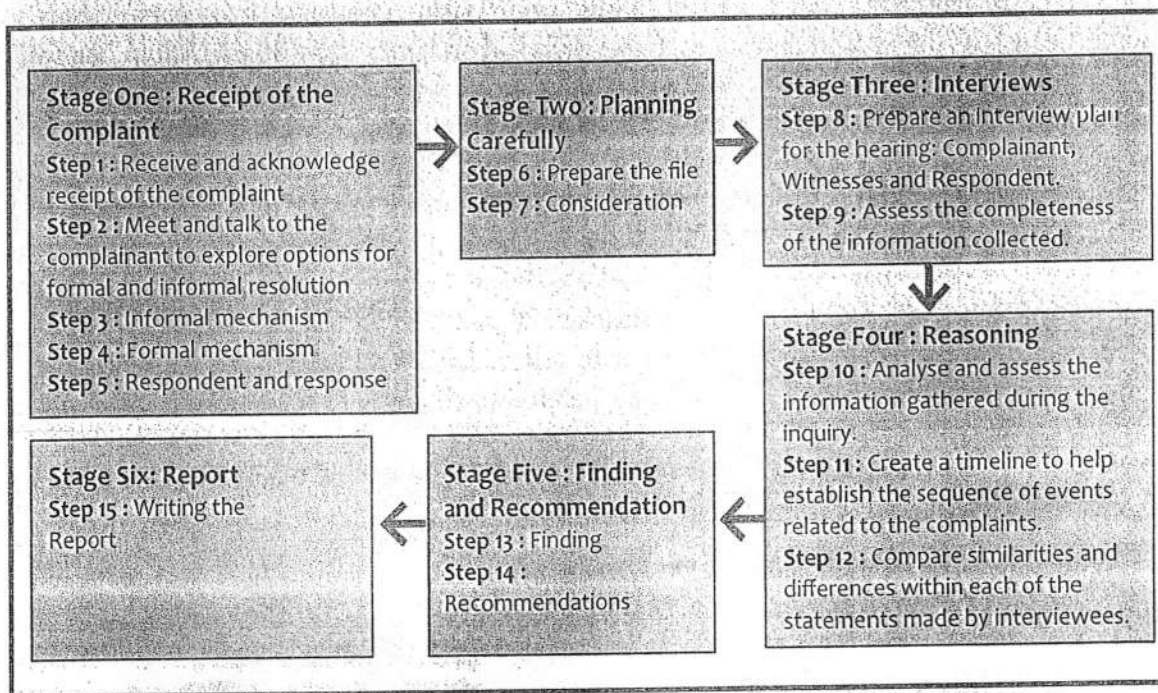 Stage One : Receipt of the
Complaint
Step 1 : Receive and acknowledge
receipt of the complaint
Step 2 : Meet and talk to the
complainant to explore options for
formal and informal resolution
Step 3 : Informal mechanism
Step 4 : Formal mechanism
Step 5 : Respondent and response
Stage Two : Planning
Carefully
Step 6 : Prepare the file
Step 7 : Consideration
Stage Three : Interviews
Step 8 : Prepare an interview plan
for the hearing: Complainant,
Witnesses and Respondent.
Step 9 : Assess the completeness
of the information collected.
Stage Four : Reasoning
Step 10 : Analyse and assess the
information gathered during the
inquiry.
Step 11 : Create a timeline to help
establish the sequence of events
related to the complaints.
Step 12 : Compare similarities and
differences within each of the
statements made by interviewees.
Stage Five : Finding
and Recommendation
Step 13 : Finding
Step 14 :
Recommendations
Stage Six: Report
Step 15 : Writing the
Report